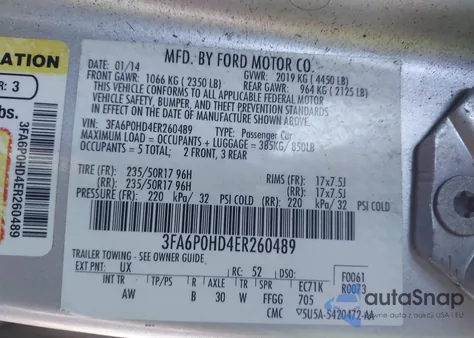 MFD. BY FORD MOTOR CO.
DATE: 01/14 GVWR: 2019 KG (4450 LB)
FRONT GAWR: 1066 KG (2350 LB) REAR GAWR: 964 KG (2125 LB)
THIS VEHICLE CONFORMS TO ALL APPLICABLE FEDERAL MOTOR
VEHICLE SAFETY, BUMPER, AND THEFT PREVENTION STANDARDS
IN EFFECT ON THE DATE OF MANUFACTURE SHOWN ABOVE.
VIN: 3FA6P0HD4ER260489 TYPE: Passenger Car
MAXIMUM LOAD = OCCUPANTS + LUGGAGE = 385KG/850LB
OCCUPANTS = 5 TOTAL; 2 FRONT, 3 REAR
TIRE (FR): 235/50R17 96H RIMS (FR): 17x7.5J
TIRE (RR): 235/50R17 96H (RR): 17x7.5J
PRESSURE (FR): 220 kPa/ 32 PSI COLD (RR): 220 kPa/ 32 PSI COLD
3FA6P0HD4ER260489
TRAILER TOWING - SEE OWNER GUIDE.
EXT PNT: UX RC: 52 DSO: F0061
INT TR TP/PS R AXLE TR SPR EC71K R0073
AW B 30 W FFGG 705
CMC 5U5A-5420472-AA
LATION
R: 3
bs.
3FA6P0HD4ER260489
autoSnap